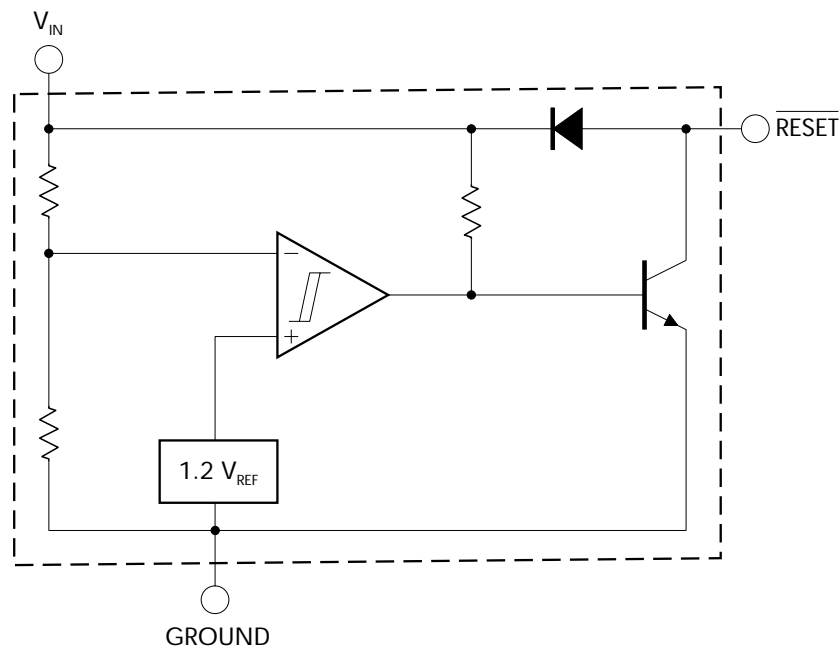 V_IN
RESET
−
+
1.2 V_REF
GROUND